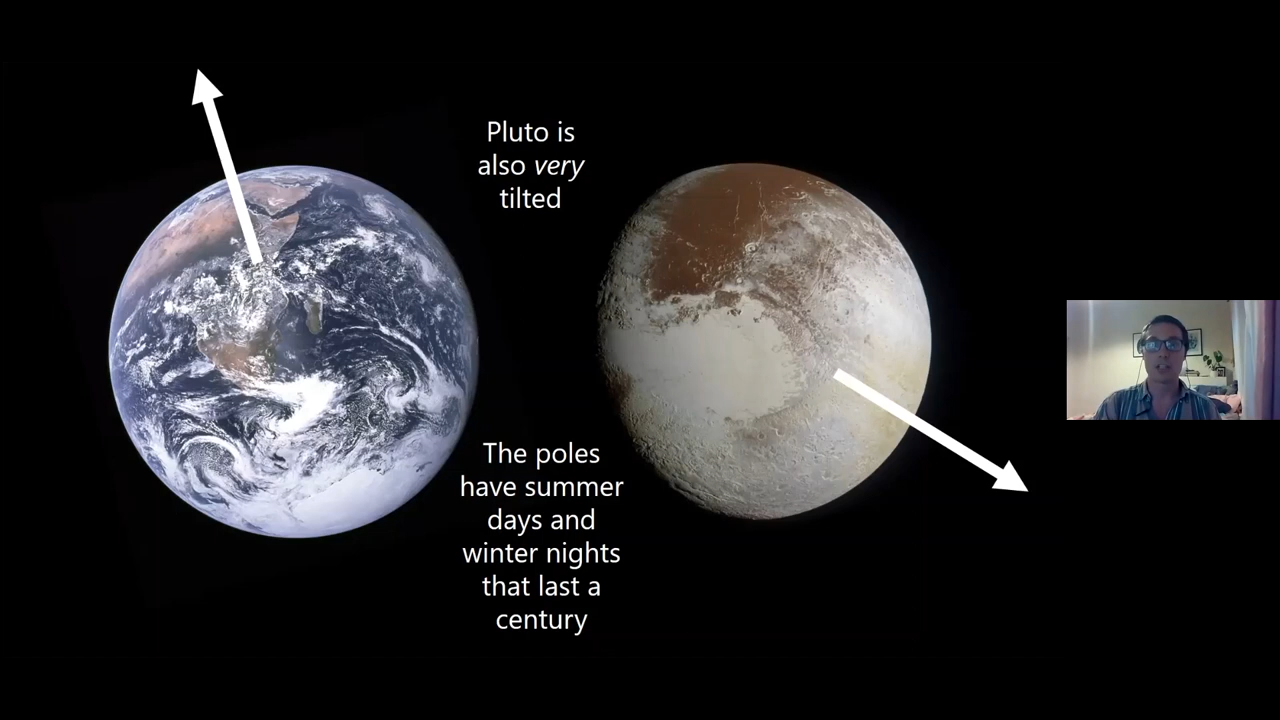 Pluto is
also very
tilted
The poles
have summer
days and
winter nights
that last a
century